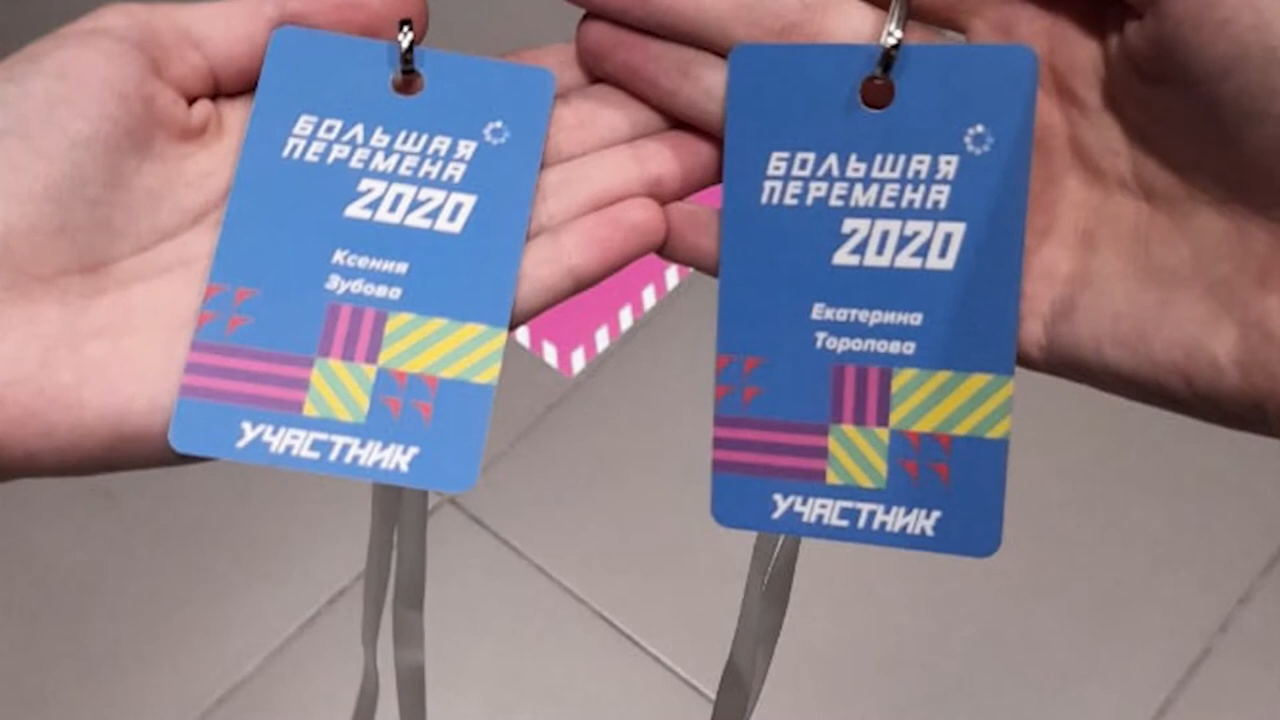 БОЛЬШАЯ
ПЕРЕМЕНА
2020
Ксения
Зубова
УЧАСТНИК
БОЛЬШАЯ
ПЕРЕМЕНА
2020
Екатерина
Торопова
УЧАСТНИК